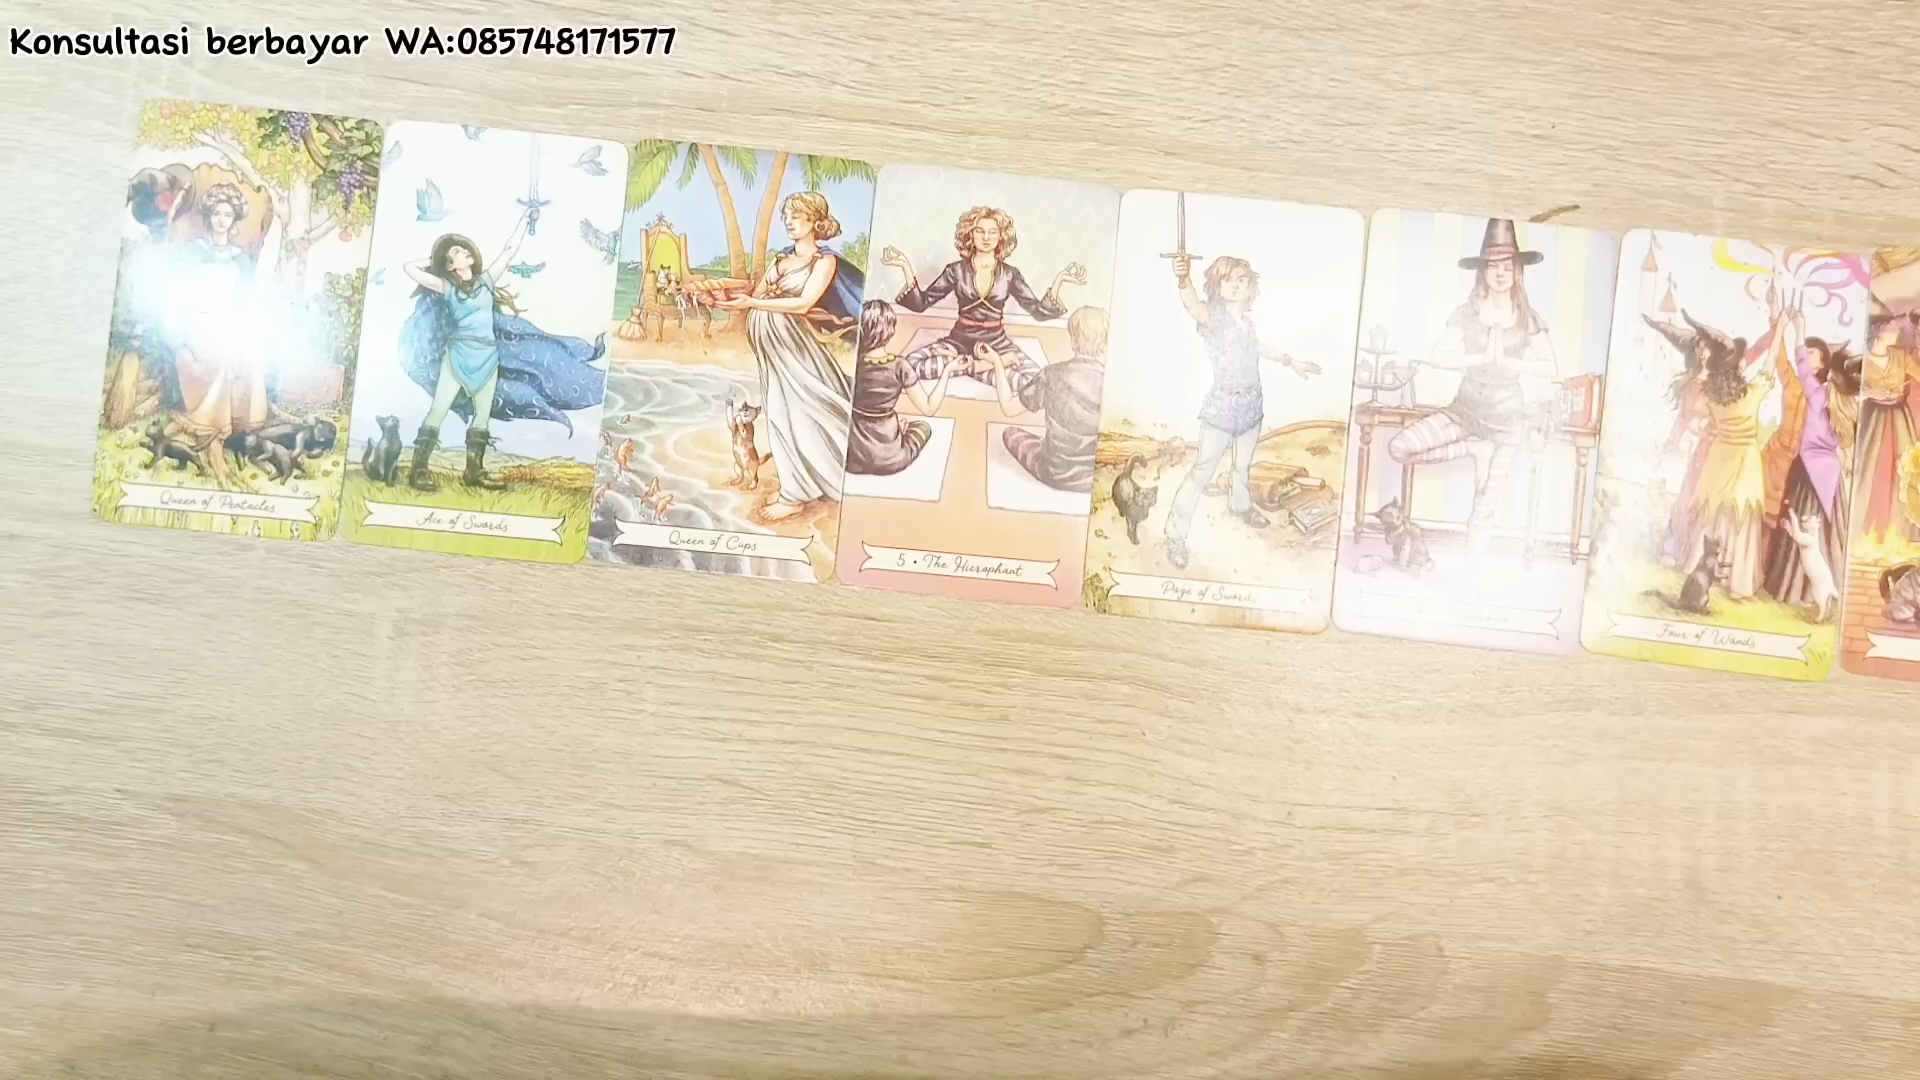 Konsultasi berbayar WA:085748171577
Queen of Pentacles
Ace of Swords
Queen of Cups
5 • The Hierophant
Page of Swords
Four of Wands